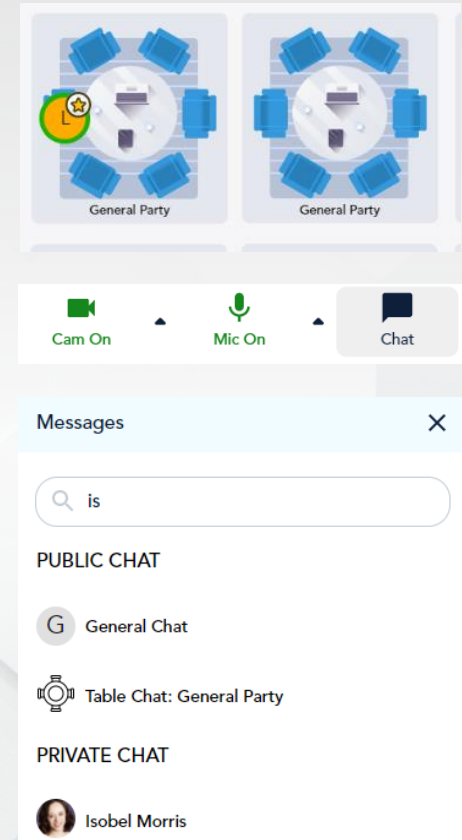 L
General Party
General Party
Cam On
Mic On
Chat
Messages
is
PUBLIC CHAT
G
General Chat
Table Chat: General Party
PRIVATE CHAT
Isobel Morris